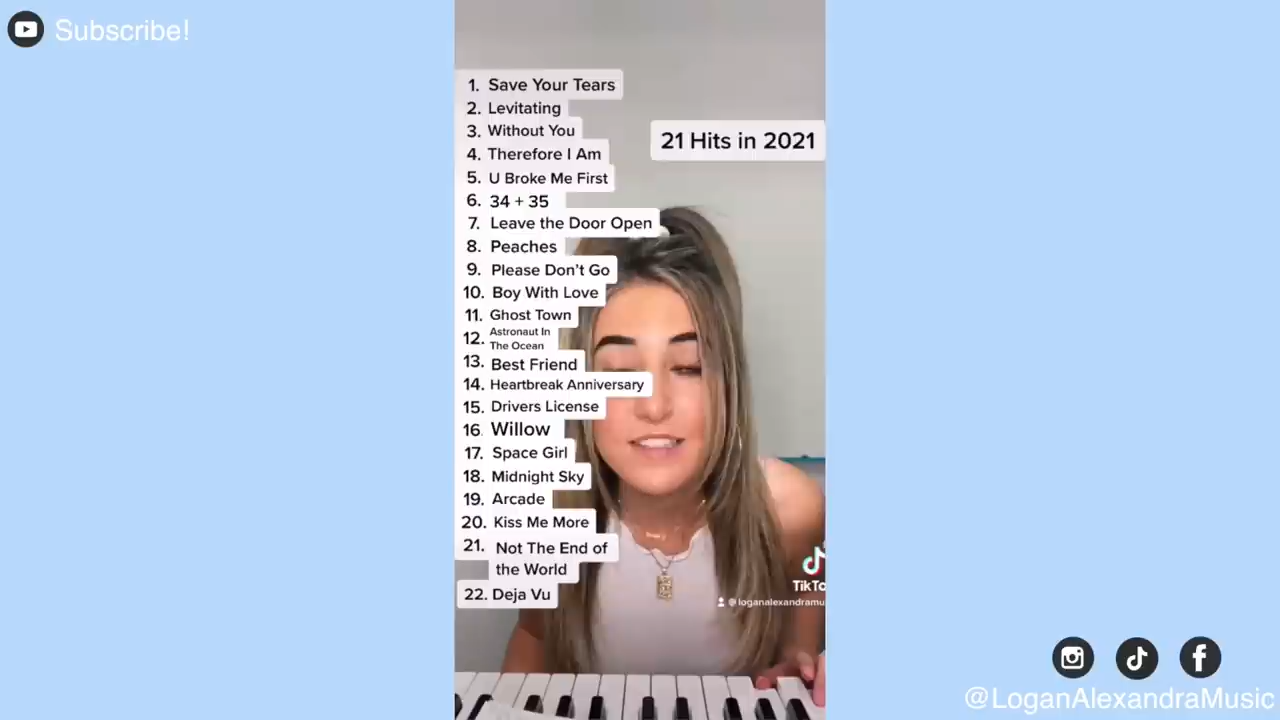 Subscribe!
21 Hits in 2021
1. Save Your Tears
2. Levitating
3. Without You
4. Therefore I Am
5. U Broke Me First
6. 34 + 35
7. Leave the Door Open
8. Peaches
9. Please Don't Go
10. Boy With Love
11. Ghost Town
12. Astronaut In
The Ocean
13. Best Friend
14. Heartbreak Anniversary
15. Drivers License
16. Willow
17. Space Girl
18. Midnight Sky
19. Arcade
20. Kiss Me More
21. Not The End of
the World
22. Deja Vu
TikTo
@loganalexandramu
@LoganAlexandraMusic